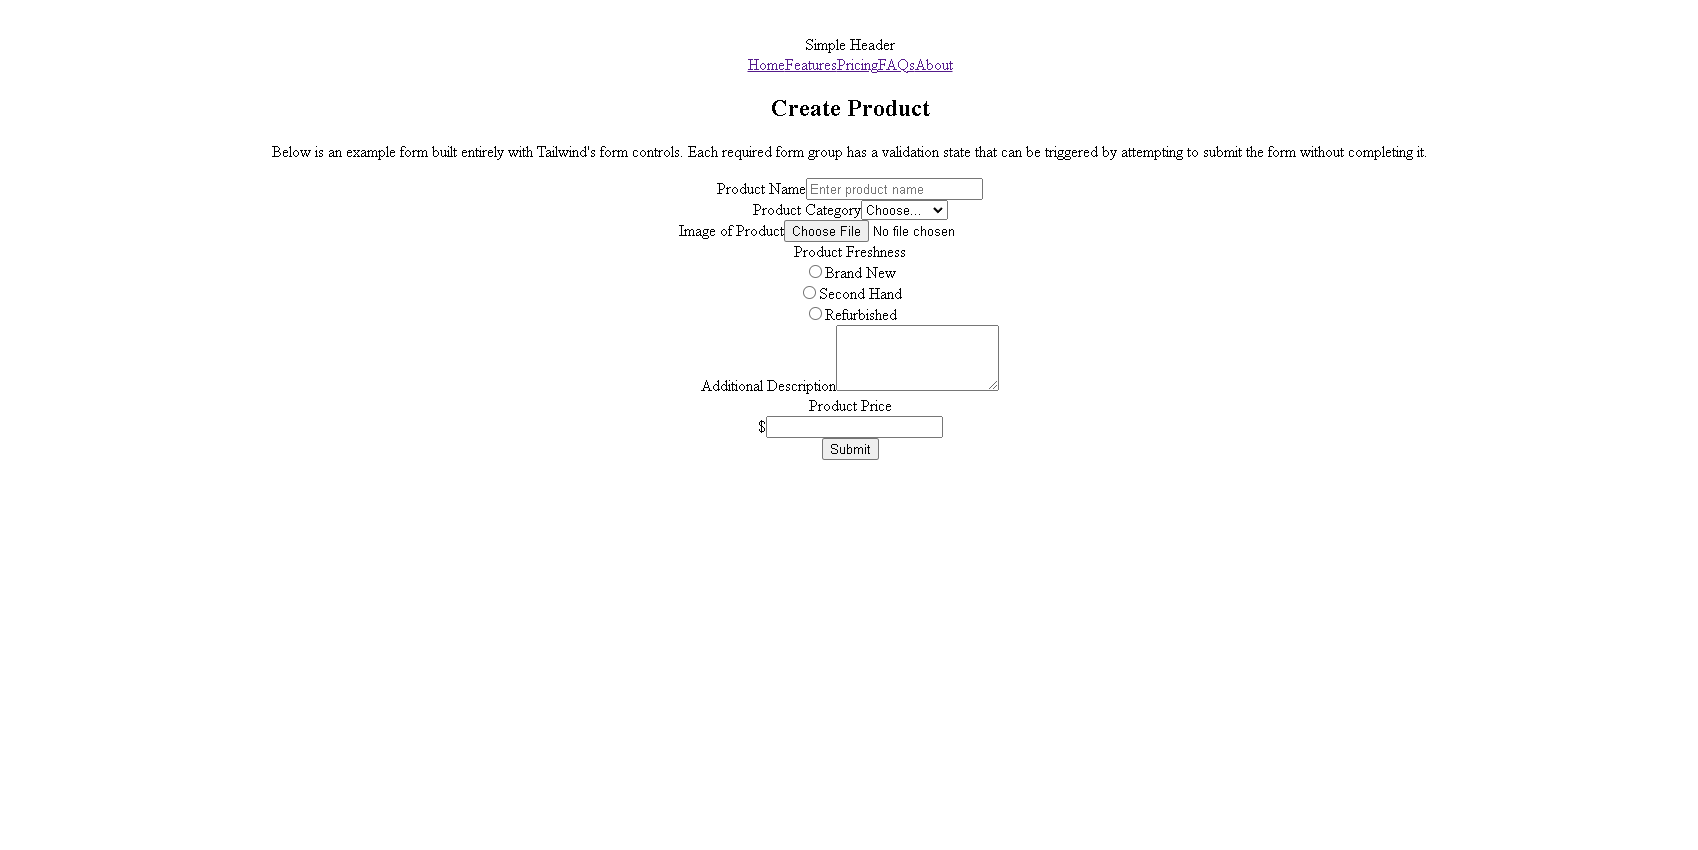 Simple Header
HomeFeaturesPricingFAQsAbout
Create Product
Below is an example form built entirely with Tailwind's form controls. Each required form group has a validation state that can be triggered by attempting to submit the form without completing it.
Product Name Enter product name
Product Category Choose...
Image of Product Choose File No file chosen
Product Freshness
Brand New
Second Hand
Refurbished
Additional Description
Product Price
$
Submit